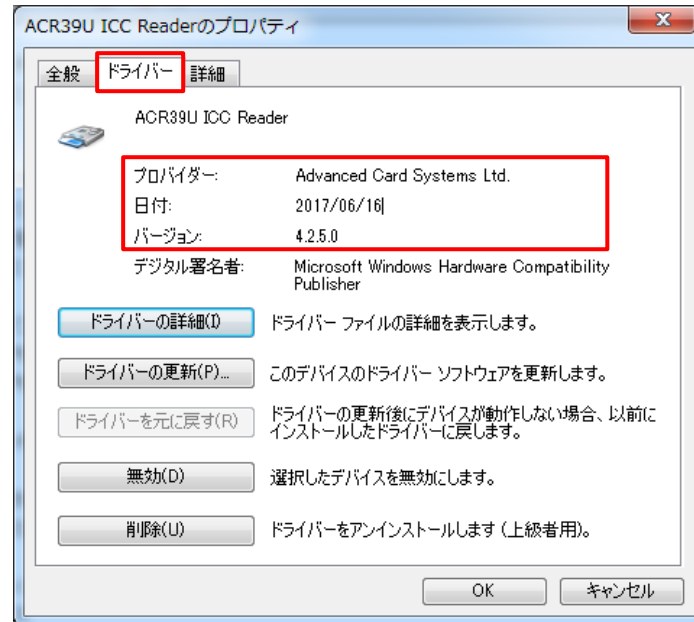 ACR39U ICC Readerのプロパティ
全般 ドライバー 詳細
ACR39U ICC Reader
プロバイダー: Advanced Card Systems Ltd.
日付: 2017/06/16
バージョン: 4.2.5.0
デジタル署名者: Microsoft Windows Hardware Compatibility
Publisher
ドライバーの詳細(I) ドライバー ファイルの詳細を表示します。
ドライバーの更新(P)... このデバイスのドライバー ソフトウェアを更新します。
ドライバーを元に戻す(R) ドライバーの更新後にデバイスが動作しない場合、以前に
インストールしたドライバーに戻します。
無効(D) 選択したデバイスを無効にします。
削除(U) ドライバーをアンインストールします (上級者用)。
OK キャンセル